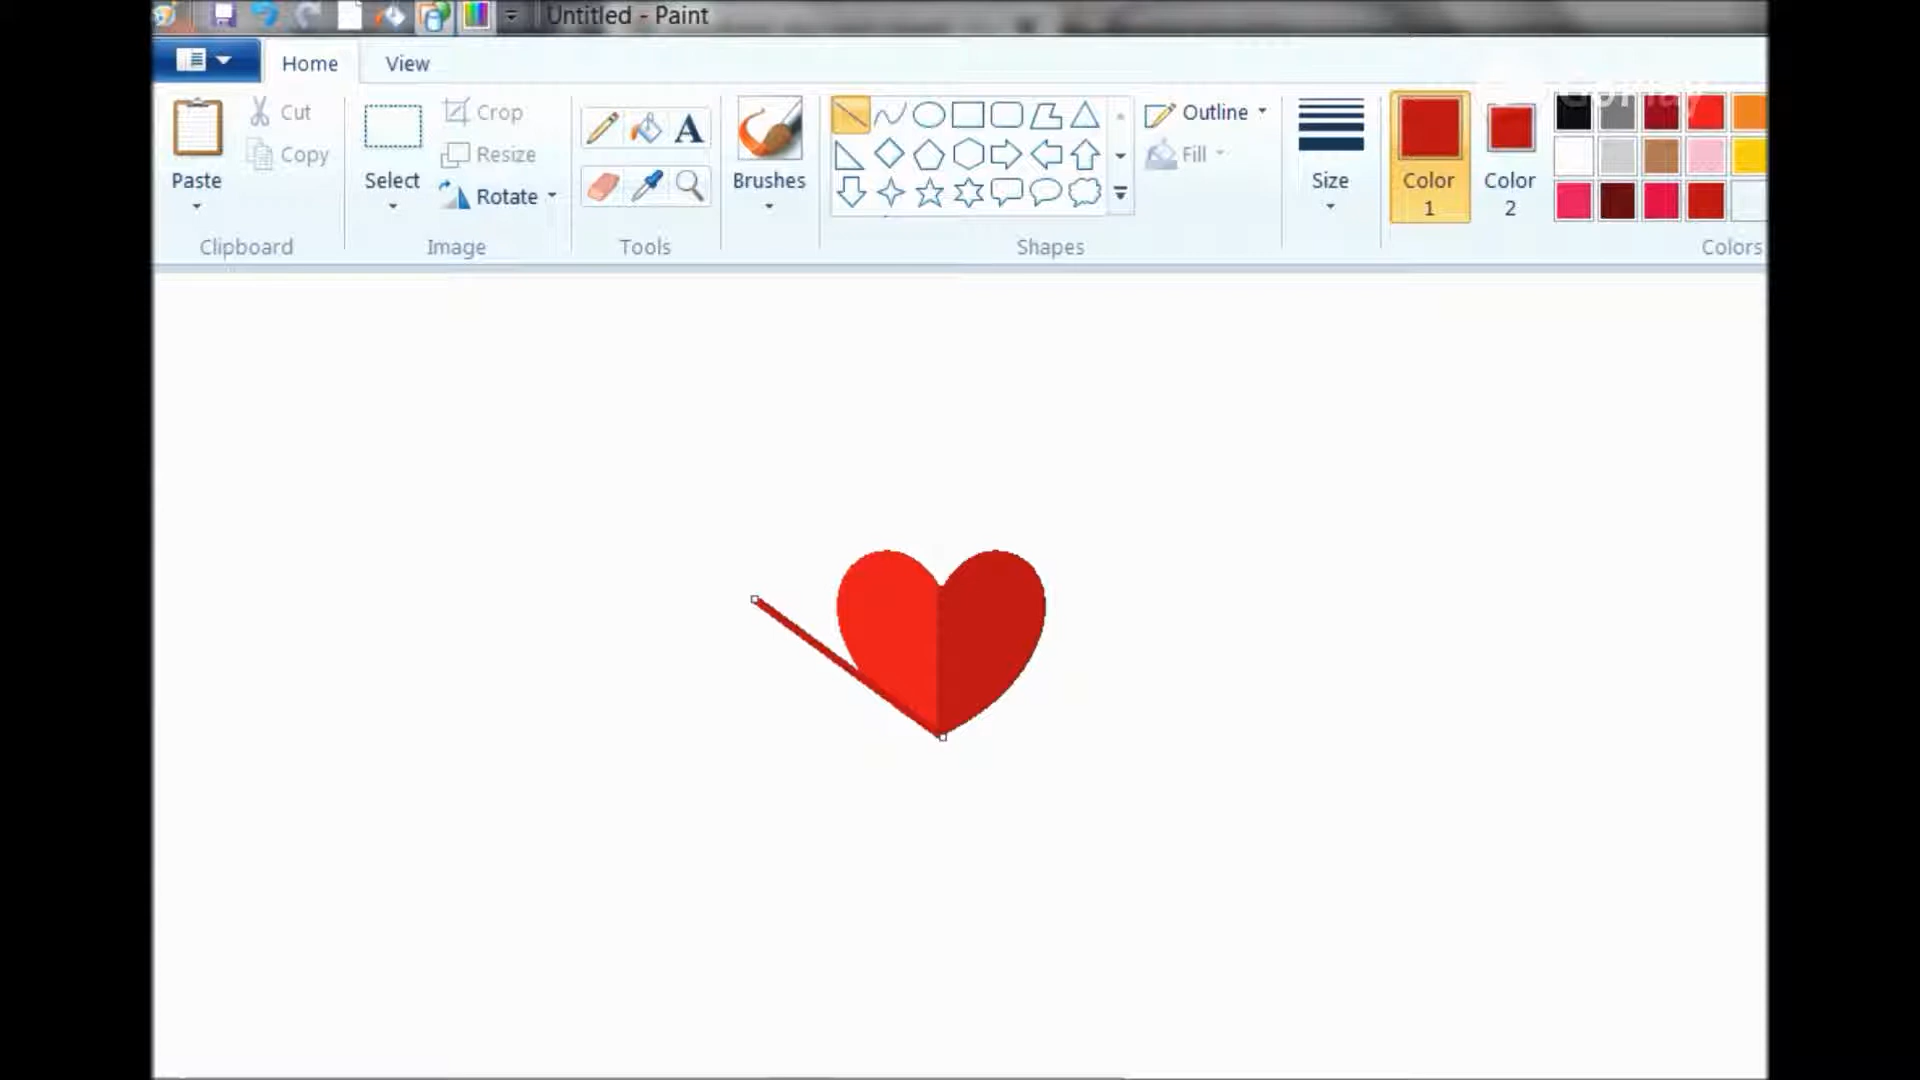 Untitled - Paint
Home View
Cut Crop Outline
Copy Resize Fill
Paste Select Rotate Brushes Size Color 1 Color 2
Clipboard Image Tools Shapes Colors
A